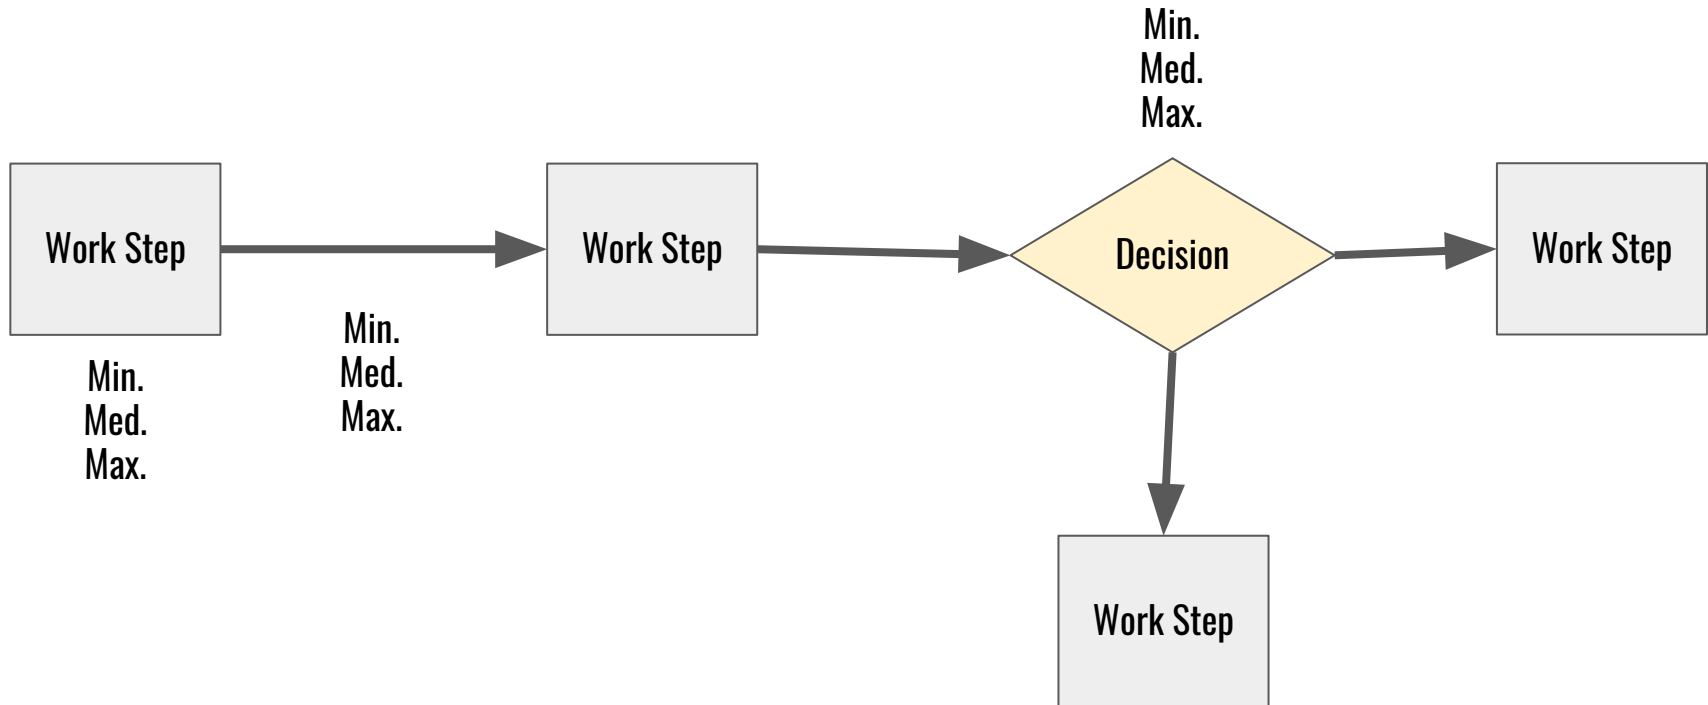 Min.
Med.
Max.
Work Step
Work Step
Decision
Work Step
Min.
Med.
Max.
Min.
Med.
Max.
Work Step